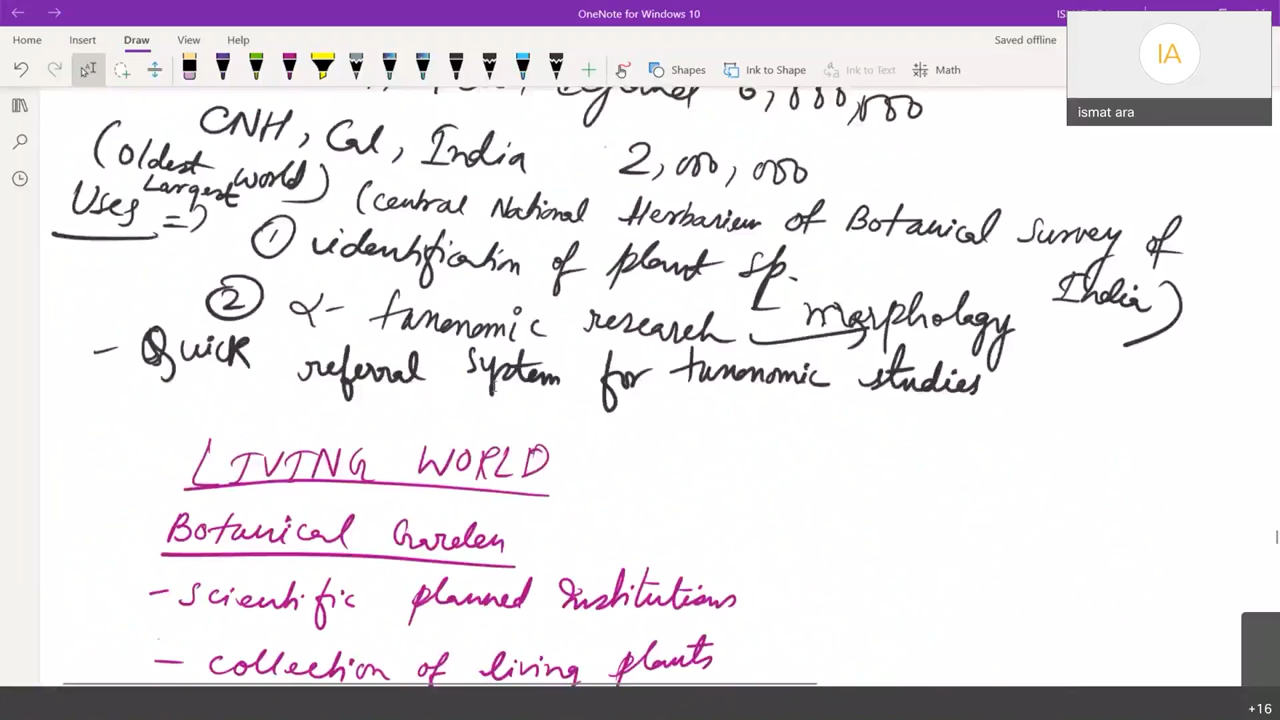 OneNote for Windows 10
Home Insert Draw View Help
Saved offline
IA
Shapes Ink to Shape Ink to Text Math
ismat ara
CNH, Cal, India 2,000,000
(Oldest Largest World)
(Central National Herbarium of Botanical Survey of India)
Uses =>
① identification of plant sp.
② α- taxonomic research [morphology
- Quick referral system for taxonomic studies
LIVING WORLD
Botanical Garden
- scientific planned institutions
- collection of living plants
+16